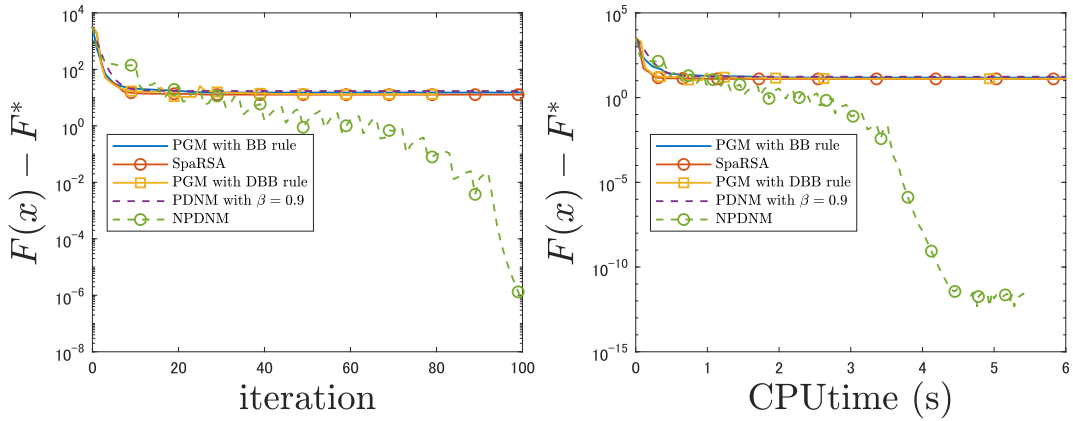 F(x) − F*
10^4
10^2
10^0
10^-2
10^-4
10^-6
10^-8
0
20
40
60
80
100
iteration
PGM with BB rule
SpaRSA
PGM with DBB rule
PDNM with β = 0.9
NPDNM
F(x) − F*
10^5
10^0
10^-5
10^-10
10^-15
0
1
2
3
4
5
6
CPUtime (s)
PGM with BB rule
SpaRSA
PGM with DBB rule
PDNM with β = 0.9
NPDNM